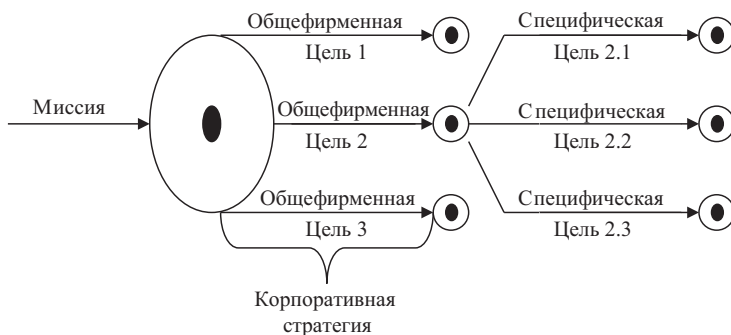 Общефирменная
Цель 1
Специфическая
Цель 2.1
Миссия
Общефирменная
Цель 2
Специфическая
Цель 2.2
Общефирменная
Цель 3
Специфическая
Цель 2.3
Корпоративная
стратегия